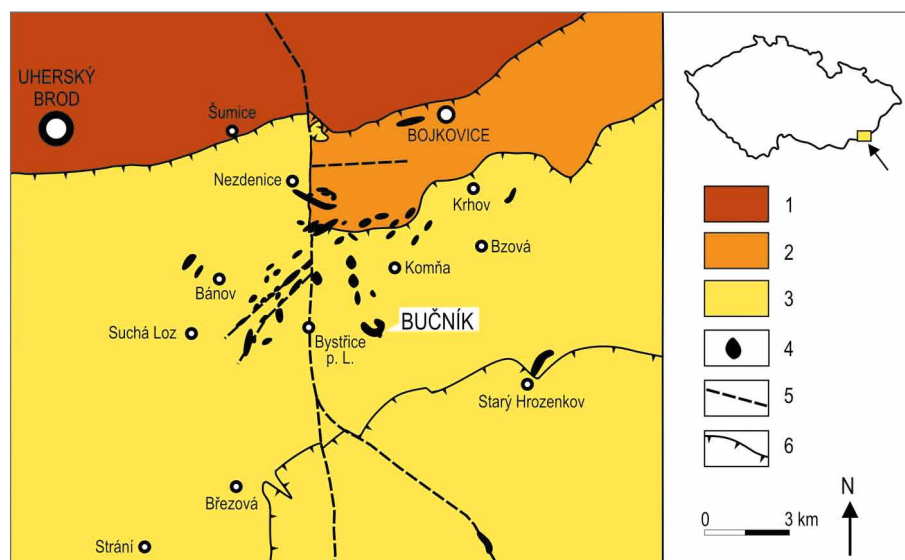 UHERSKÝ
BROD
Šumice
BOJKOVICE
Nezdenice
Krhov
Bzová
Komňa
Bánov
BUČNÍK
Suchá Loz
Bystřice
p. L.
Starý Hrozenkov
Březová
Strání
1
2
3
4
5
6
N
0 3 km